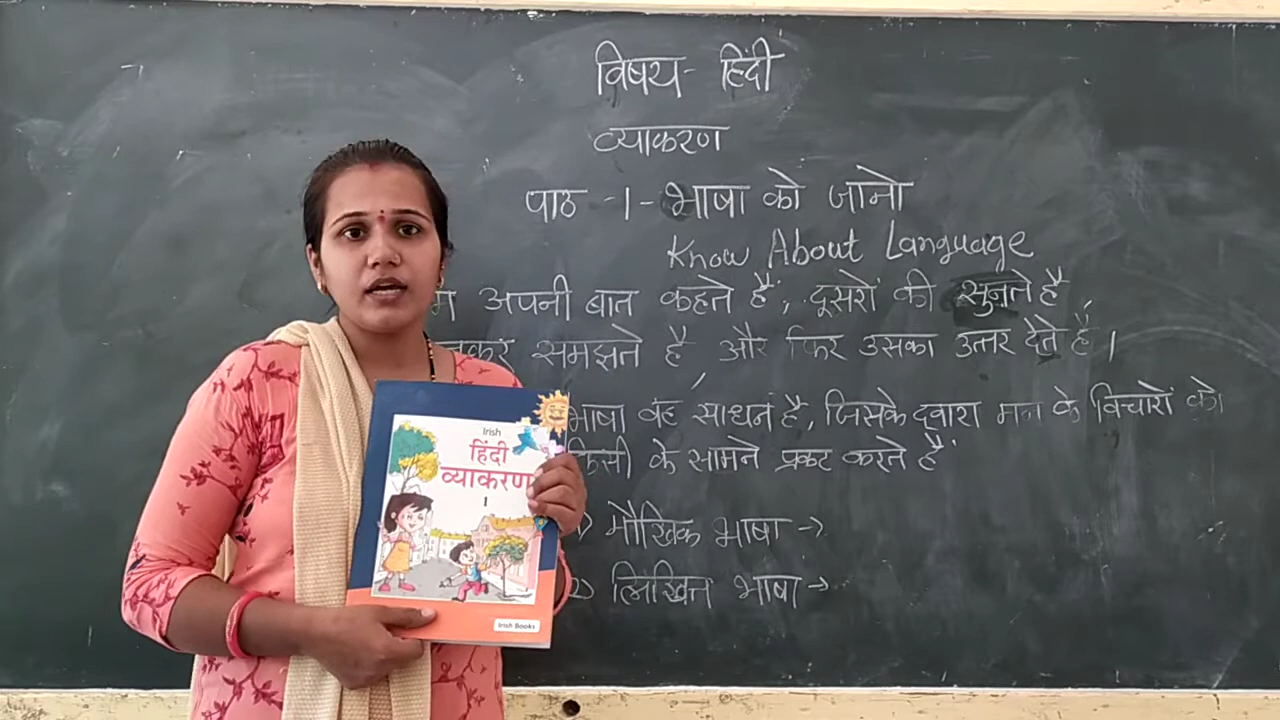 विषय - हिंदी
व्याकरण
पाठ -1- भाषा को जानो
Know About Language
अपनी बात कहते हैं, दूसरों की सुनते है,
समझते है, और फिर उसका उत्तर देते है।
भाषा वह साधन है, जिसके द्वारा मन के विचारों को
किसी के सामने प्रकट करते हैं
मौखिक भाषा →
2) लिखित भाषा →
Irish
हिंदी
व्याकरण
1
Irish Books